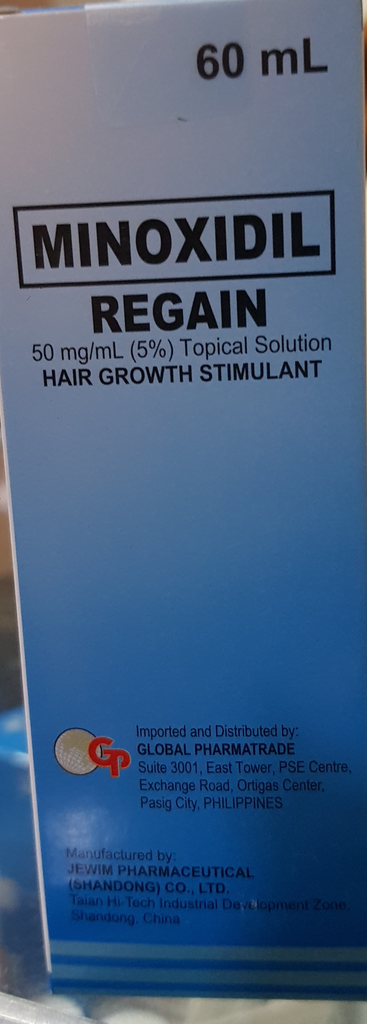 60 mL
MINOXIDIL
REGAIN
50 mg/mL (5%) Topical Solution
HAIR GROWTH STIMULANT
GP
Imported and Distributed by:
GLOBAL PHARMATRADE
Suite 3001, East Tower, PSE Centre,
Exchange Road, Ortigas Center,
Pasig City, PHILIPPINES
Manufactured by:
JEWIM PHARMACEUTICAL
(SHANDONG) CO., LTD.
Taian Hi-Tech Industrial Development Zone,
Shandong, China